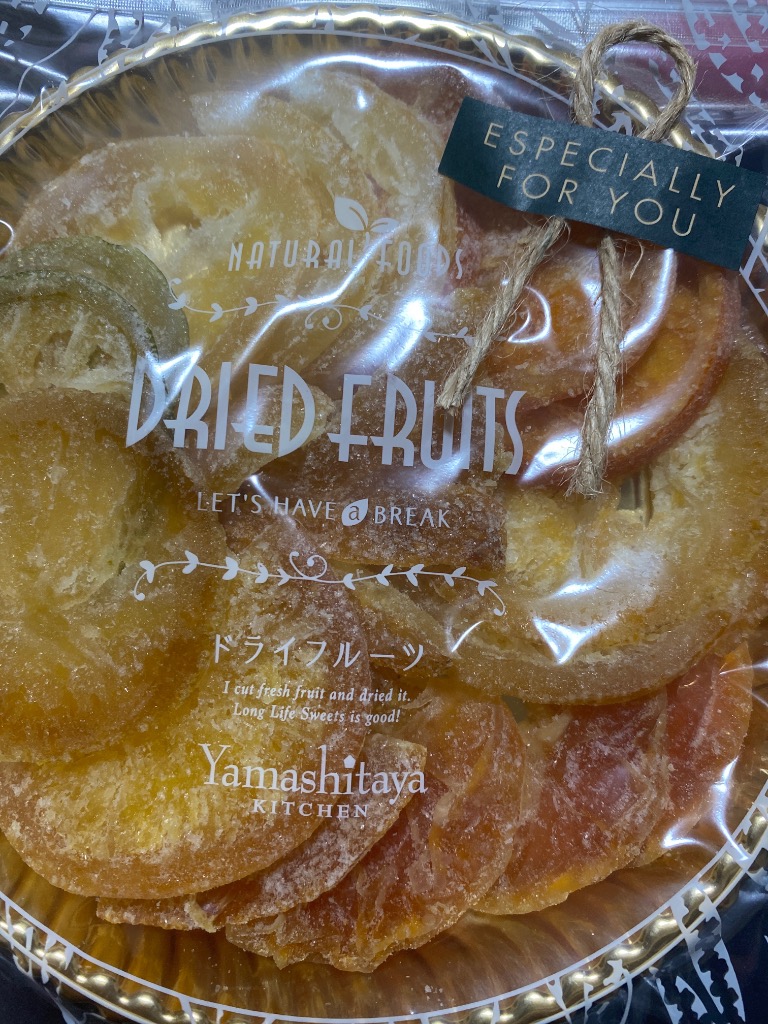 ESPECIALLY
FOR YOU
NATURAL FOODS
DRIED FRUITS
LET'S HAVE a BREAK
ドライフルーツ
I cut fresh fruit and dried it.
Long Life Sweets is good!
Yamashitaya
KITCHEN